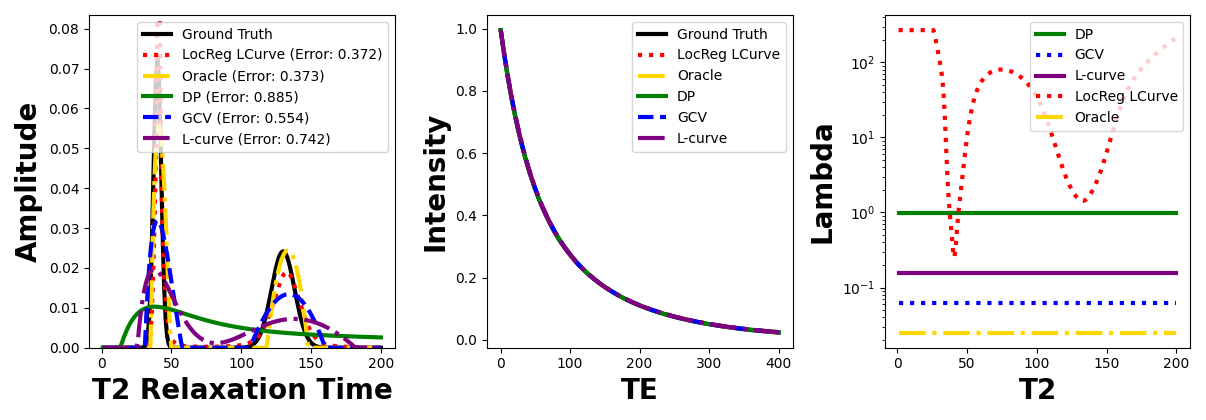 Amplitude
0.08
0.07
0.06
0.05
0.04
0.03
0.02
0.01
0.00
Ground Truth
LocReg LCurve (Error: 0.372)
Oracle (Error: 0.373)
DP (Error: 0.885)
GCV (Error: 0.554)
L-curve (Error: 0.742)
0 50 100 150 200
T2 Relaxation Time
Intensity
1.0
0.8
0.6
0.4
0.2
0.0
Ground Truth
LocReg LCurve
Oracle
DP
GCV
L-curve
0 100 200 300 400
TE
Lambda
10²
10¹
10⁰
10⁻¹
DP
GCV
L-curve
LocReg LCurve
Oracle
0 50 100 150 200
T2